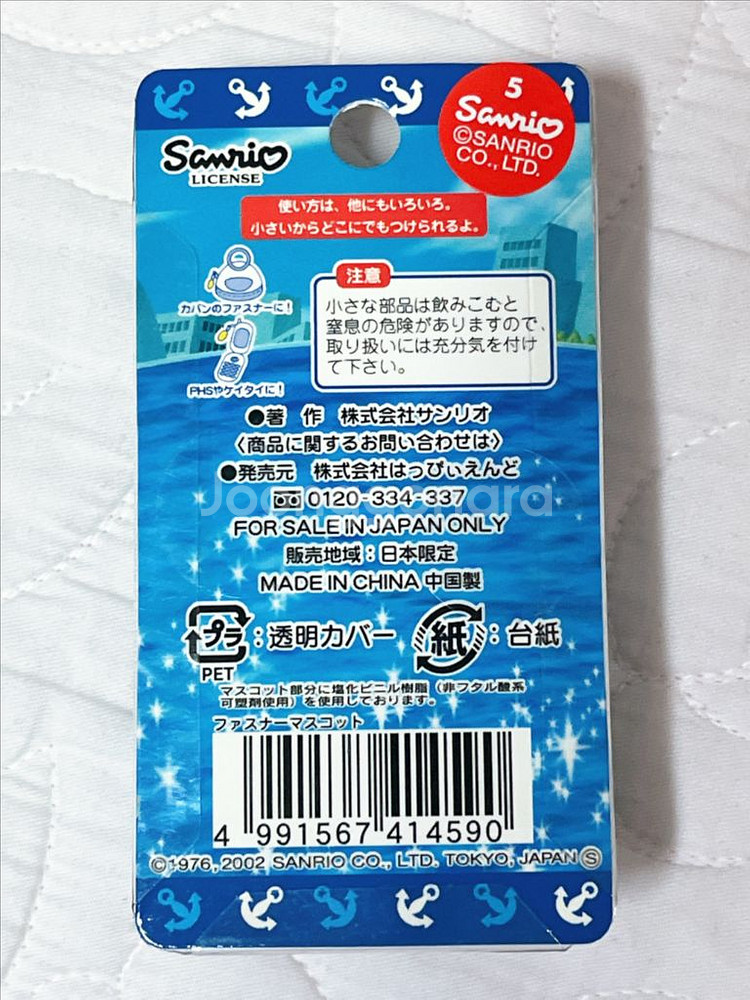 5
Sanrio
©SANRIO
CO., LTD.
Sanrio
LICENSE
使い方は、他にもいろいろ。
小さいからどこにでもつけられるよ。
カバンのファスナーに!
PHSやケイタイに!
注意
小さな部品は飲みこむと
窒息の危険がありますので、
取り扱いには充分気を付け
て下さい。
●著 作 株式会社サンリオ
〈商品に関するお問い合わせは〉
●発売元 株式会社はっぴぃえんど
0120-334-337
Joonggonara
FOR SALE IN JAPAN ONLY
販売地域:日本限定
MADE IN CHINA 中国製
プラ:透明カバー 紙:台紙
PET
マスコット部分に塩化ビニル樹脂(非フタル酸系
可塑剤使用)を使用しております。
ファスナーマスコット
4 991567 414590
©1976, 2002 SANRIO CO., LTD. TOKYO, JAPAN Ⓢ